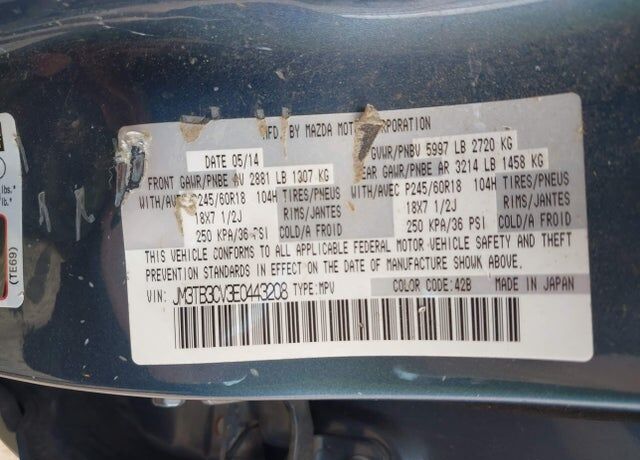 MFD. BY MAZDA MOTOR CORPORATION
DATE 05/14 GVWR/PNBV 5997 LB 2720 KG
FRONT GAWR/PNBE AV 2881 LB 1307 KG REAR GAWR/PNBE AR 3214 LB 1458 KG
WITH/AVEC P245/60R18 104H TIRES/PNEUS WITH/AVEC P245/60R18 104H TIRES/PNEUS
18X7 1/2J RIMS/JANTES 18X7 1/2J RIMS/JANTES
250 KPA/36 PSI COLD/A FROID 250 KPA/36 PSI COLD/A FROID
THIS VEHICLE CONFORMS TO ALL APPLICABLE FEDERAL MOTOR VEHICLE SAFETY AND THEFT
PREVENTION STANDARDS IN EFFECT ON THE DATE OF MANUFACTURE SHOWN ABOVE.
VIN: JM3TB3CV3E0443208 TYPE: MPV COLOR CODE: 42B MADE IN JAPAN
lbs.*
lbs.*
(TE69)